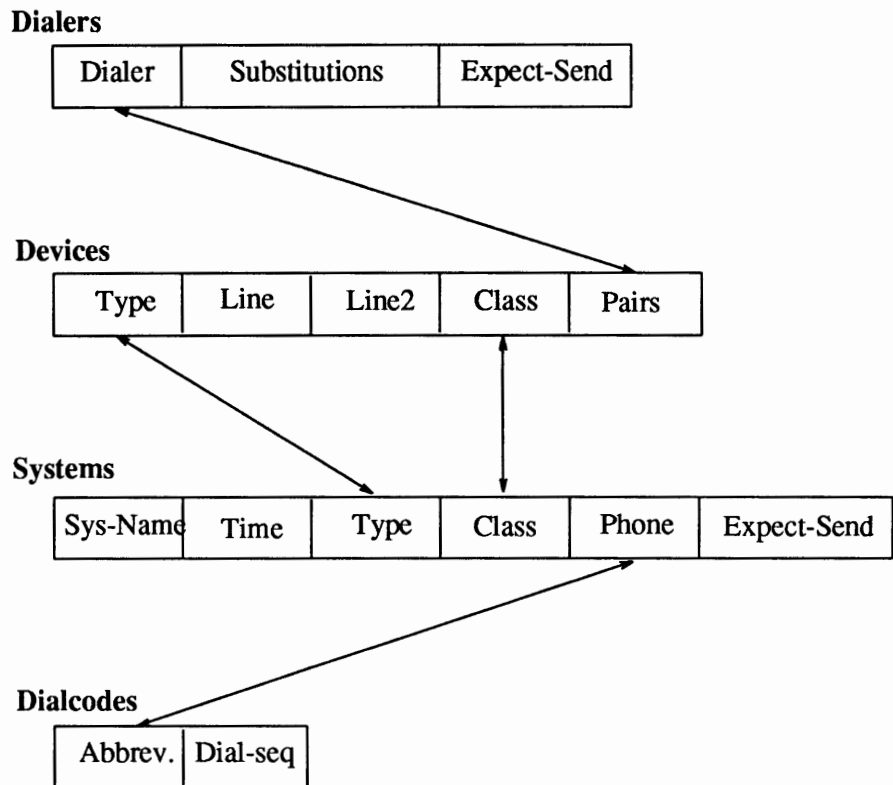 Dialers
Dialer Substitutions Expect-Send
Devices
Type Line Line2 Class Pairs
Systems
Sys-Name Time Type Class Phone Expect-Send
Dialcodes
Abbrev. Dial-seq